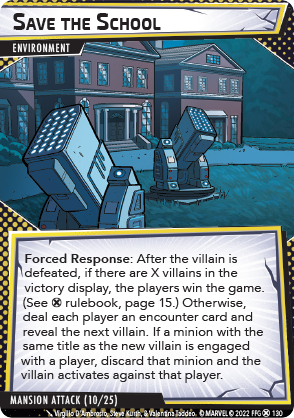 SAVE THE SCHOOL
ENVIRONMENT
Forced Response: After the villain is
defeated, if there are X villains in the
victory display, the players win the game.
(See rulebook, page 15.) Otherwise,
deal each player an encounter card and
reveal the next villain. If a minion with the
same title as the new villain is engaged
with a player, discard that minion and the
villain activates against that player.
MANSION ATTACK (10/25)
Virgilio D'Ambrosio, Steve Kurth, & Valentina Taddeo. © MARVEL © 2022 FFG 130